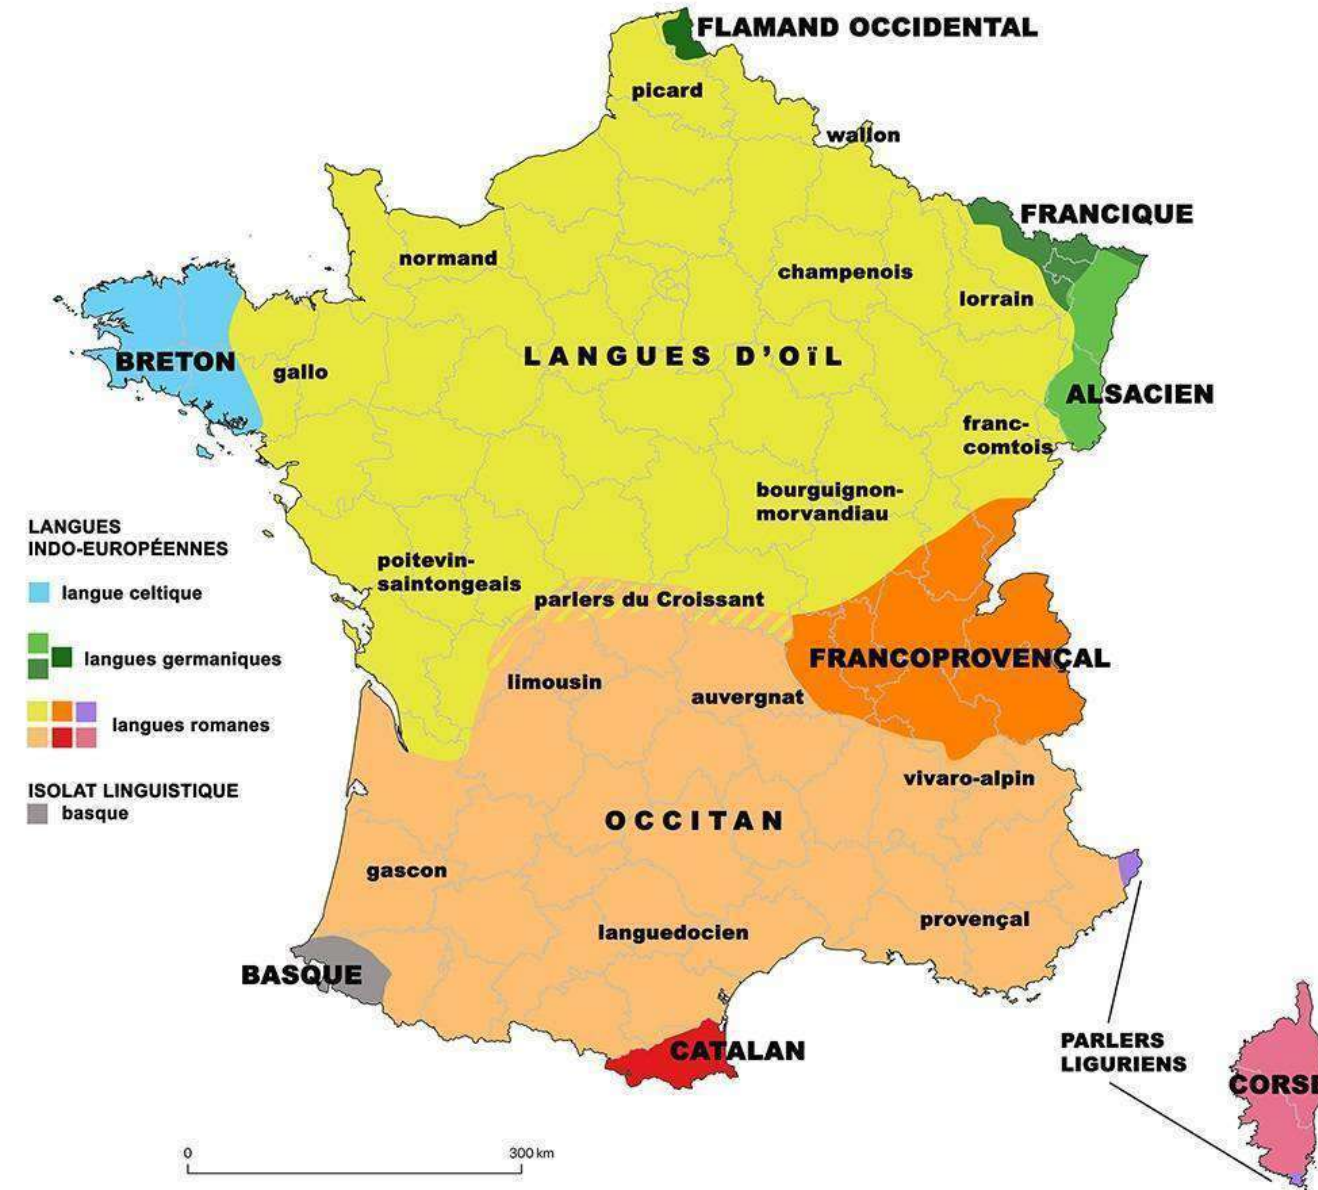 FLAMAND OCCIDENTAL
picard
wallon
FRANCIQUE
normand
champenois
lorrain
BRETON
gallo
LANGUES D'OïL
ALSACIEN
franc-
comtois
bourguignon-
morvandiau
LANGUES
INDO-EUROPÉENNES
langue celtique
langues germaniques
langues romanes
ISOLAT LINGUISTIQUE
basque
poitevin-
saintongeais
parlers du Croissant
FRANCOPROVENÇAL
limousin
auvergnat
vivaro-alpin
OCCITAN
gascon
provençal
languedocien
BASQUE
CATALAN
PARLERS
LIGURIENS
CORSE
0 300 km